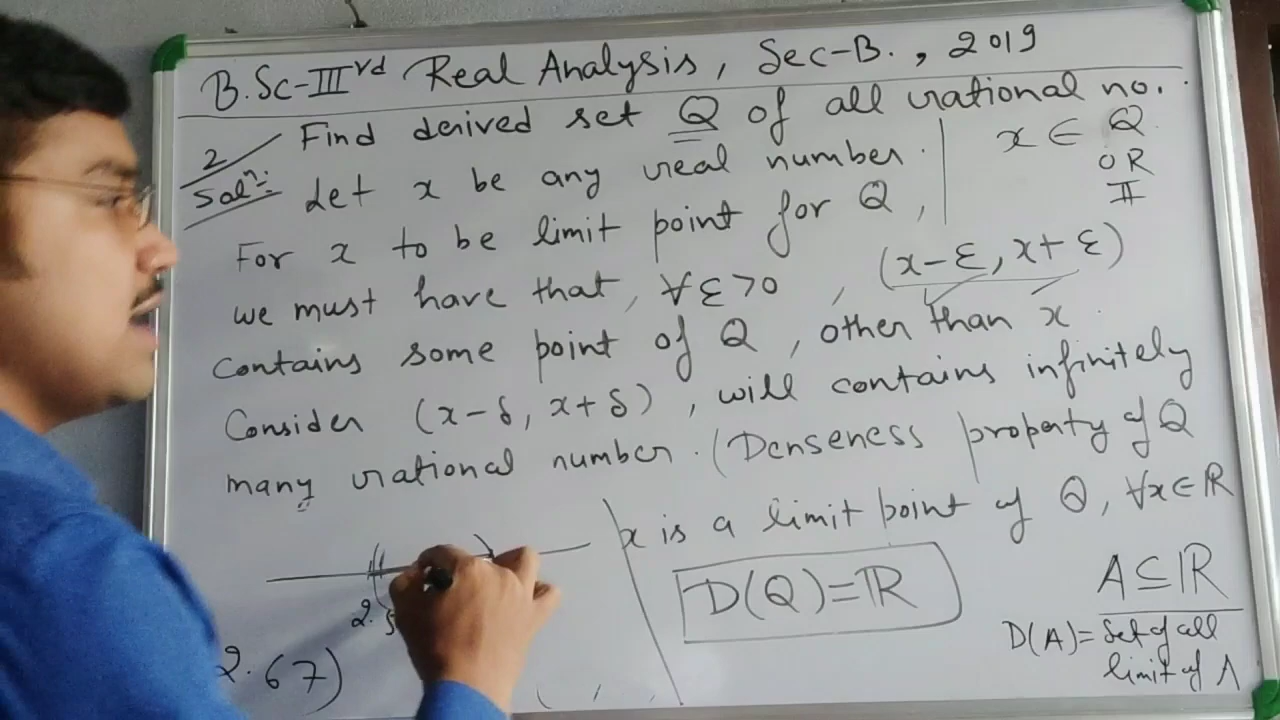 B.Sc-IIIrd Real Analysis, Sec-B., 2019
2/ Find derived set Q of all rational no.
Solⁿ:- Let x be any real number.
x ∈ Q
OR
II
For x to be limit point for Q,
we must have that, ∀ε>0, (x-ε, x+ε)
contains some point of Q, other than x.
Consider (x-δ, x+δ), will contains infinitely
many rational number. (Denseness property of Q
x is a limit point of Q, ∀x∈ℝ
D(Q)=ℝ
A⊆ℝ
D(A)= Set of all
limit of A
2.5
2.67)